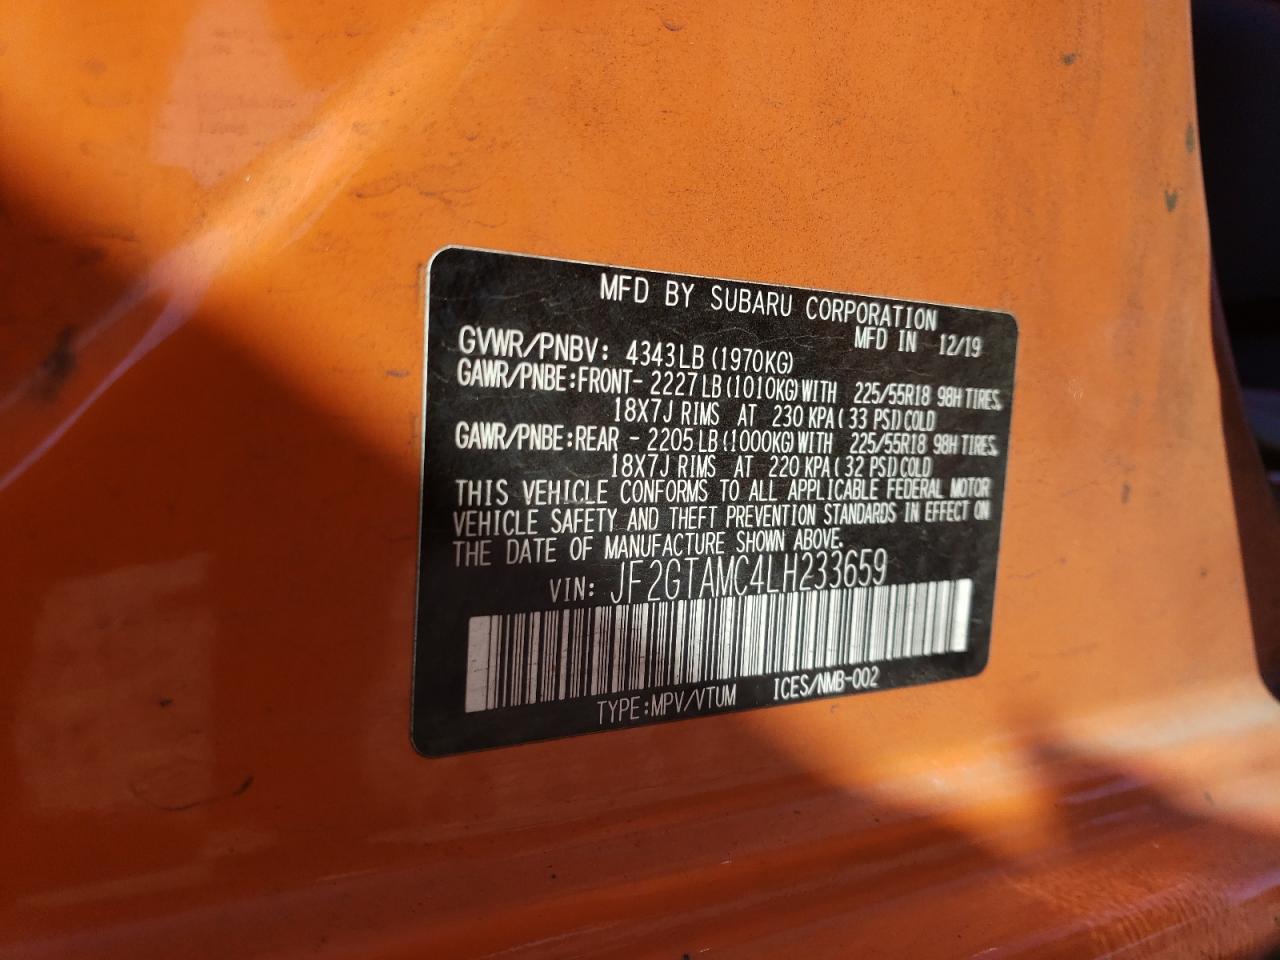 MFD BY SUBARU CORPORATION
MFD IN 12/19
GVWR/PNBV: 4343LB (1970KG)
GAWR/PNBE:FRONT- 2227LB (1010KG) WITH 225/55R18 98H TIRES,
18X7J RIMS AT 230 KPA ( 33 PSI) COLD
GAWR/PNBE:REAR - 2205LB (1000KG) WITH 225/55R18 98H TIRES,
18X7J RIMS AT 220 KPA ( 32 PSI) COLD
THIS VEHICLE CONFORMS TO ALL APPLICABLE FEDERAL MOTOR
VEHICLE SAFETY AND THEFT PREVENTION STANDARDS IN EFFECT ON
THE DATE OF MANUFACTURE SHOWN ABOVE.
VIN: JF2GTAMC4LH233659
TYPE:MPV/VTUM ICES/NMB-002